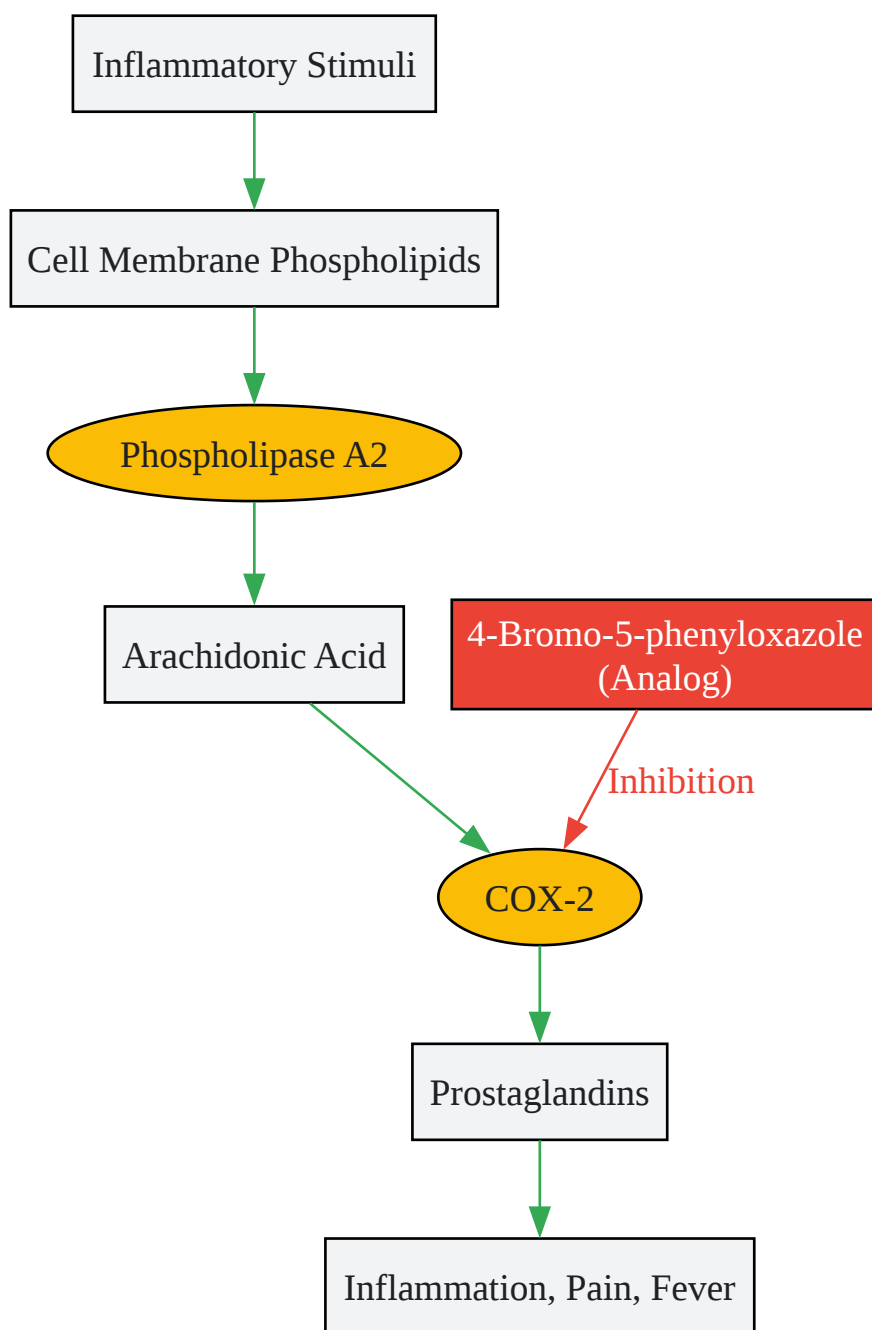 Inflammatory Stimuli
Cell Membrane Phospholipids
Phospholipase A2
Arachidonic Acid
4-Bromo-5-phenyloxazole
(Analog)
Inhibition
COX-2
Prostaglandins
Inflammation, Pain, Fever